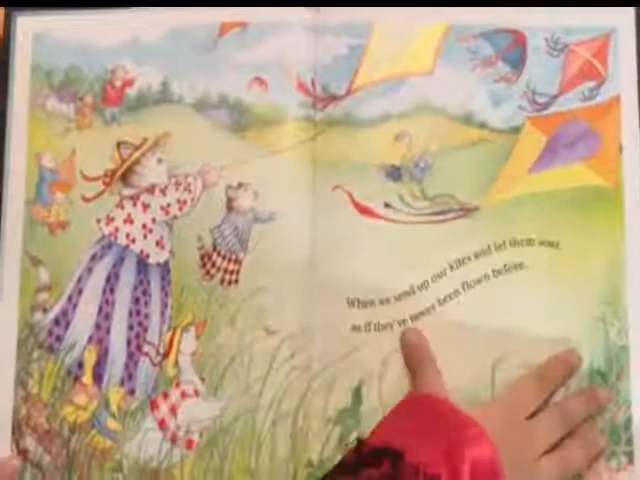 When we send up our kites and let them soar,
as if they've never been flown before.